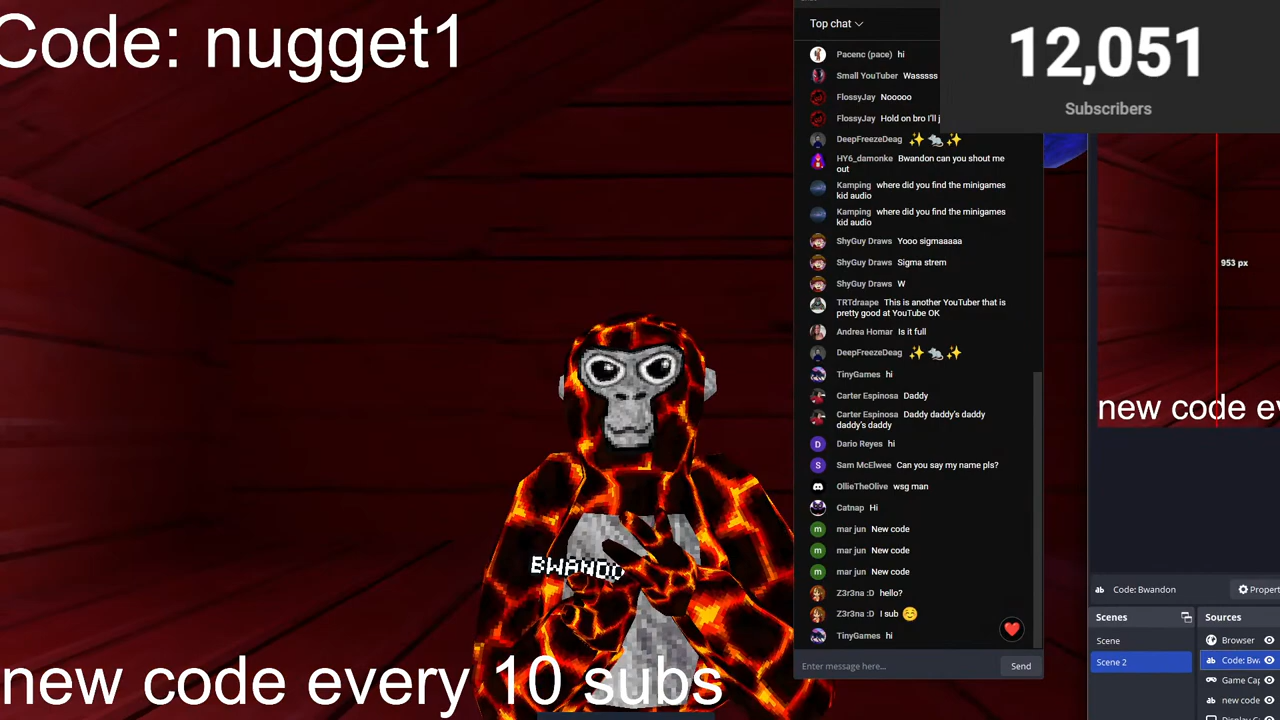 Code: nugget1
Top chat
Pacenc (pace) hi
Small YouTuber Wasssss
FlossyJay Nooooo
FlossyJay Hold on bro I'll j
DeepFreezeDeag ✨🐀✨
HY6_damonke Bwandon can you shout me
out
Kamping where did you find the minigames
kid audio
Kamping where did you find the minigames
kid audio
ShyGuy Draws Yooo sigmaaaaa
ShyGuy Draws Sigma strem
ShyGuy Draws W
TRTdraape This is another YouTuber that is
pretty good at YouTube OK
Andrea Homar Is it full
DeepFreezeDeag ✨🐀✨
TinyGames hi
Carter Espinosa Daddy
Carter Espinosa Daddy daddy's daddy
daddy's daddy
D
Dario Reyes hi
S
Sam McElwee Can you say my name pls?
OllieTheOlive wsg man
Catnap Hi
m
mar jun New code
m
mar jun New code
m
mar jun New code
Z3r3na :D hello?
Z3r3na :D I sub ☺️
TinyGames hi
Enter message here...
Send
12,051
Subscribers
953 px
new code ev
BWANDO
new code every 10 subs
ab Code: Bwandon
Propert
Scenes
Sources
Scene
Scene 2
Browser
ab Code: Bwa
Game Cap
ab new code